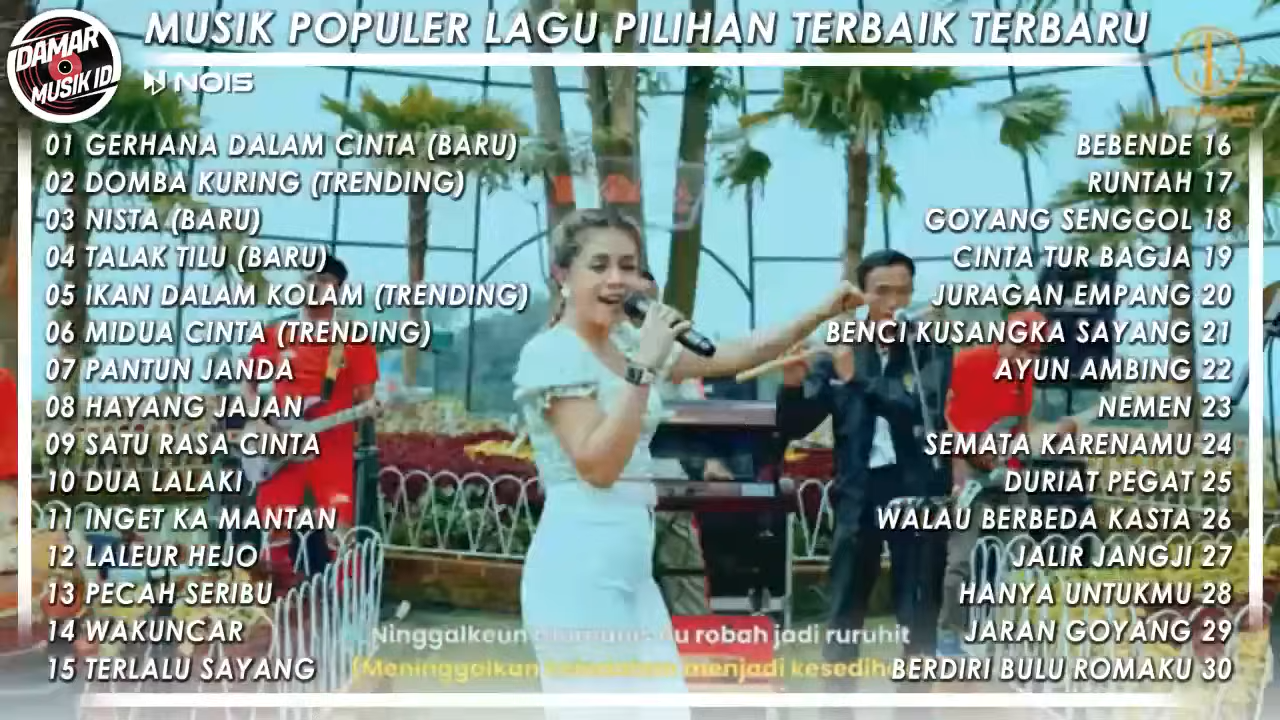 DAMAR
MUSIK ID
MUSIK POPULER LAGU PILIHAN TERBAIK TERBARU
NOIS
01 GERHANA DALAM CINTA (BARU)
02 DOMBA KURING (TRENDING)
03 NISTA (BARU)
04 TALAK TILU (BARU)
05 IKAN DALAM KOLAM (TRENDING)
06 MIDUA CINTA (TRENDING)
07 PANTUN JANDA
08 HAYANG JAJAN
09 SATU RASA CINTA
10 DUA LALAKI
11 INGET KA MANTAN
12 LALEUR HEJO
13 PECAH SERIBU
14 WAKUNCAR
15 TERLALU SAYANG
BEBENDE 16
RUNTAH 17
GOYANG SENGGOL 18
CINTA TUR BAGJA 19
JURAGAN EMPANG 20
BENCI KUSANGKA SAYANG 21
AYUN AMBING 22
NEMEN 23
SEMATA KARENAMU 24
DURIAT PEGAT 25
WALAU BERBEDA KASTA 26
JALIR JANGJI 27
HANYA UNTUKMU 28
JARAN GOYANG 29
BERDIRI BULU ROMAKU 30
Ninggalkeun robah jadi ruruhit
(Meninggalkan menjadi